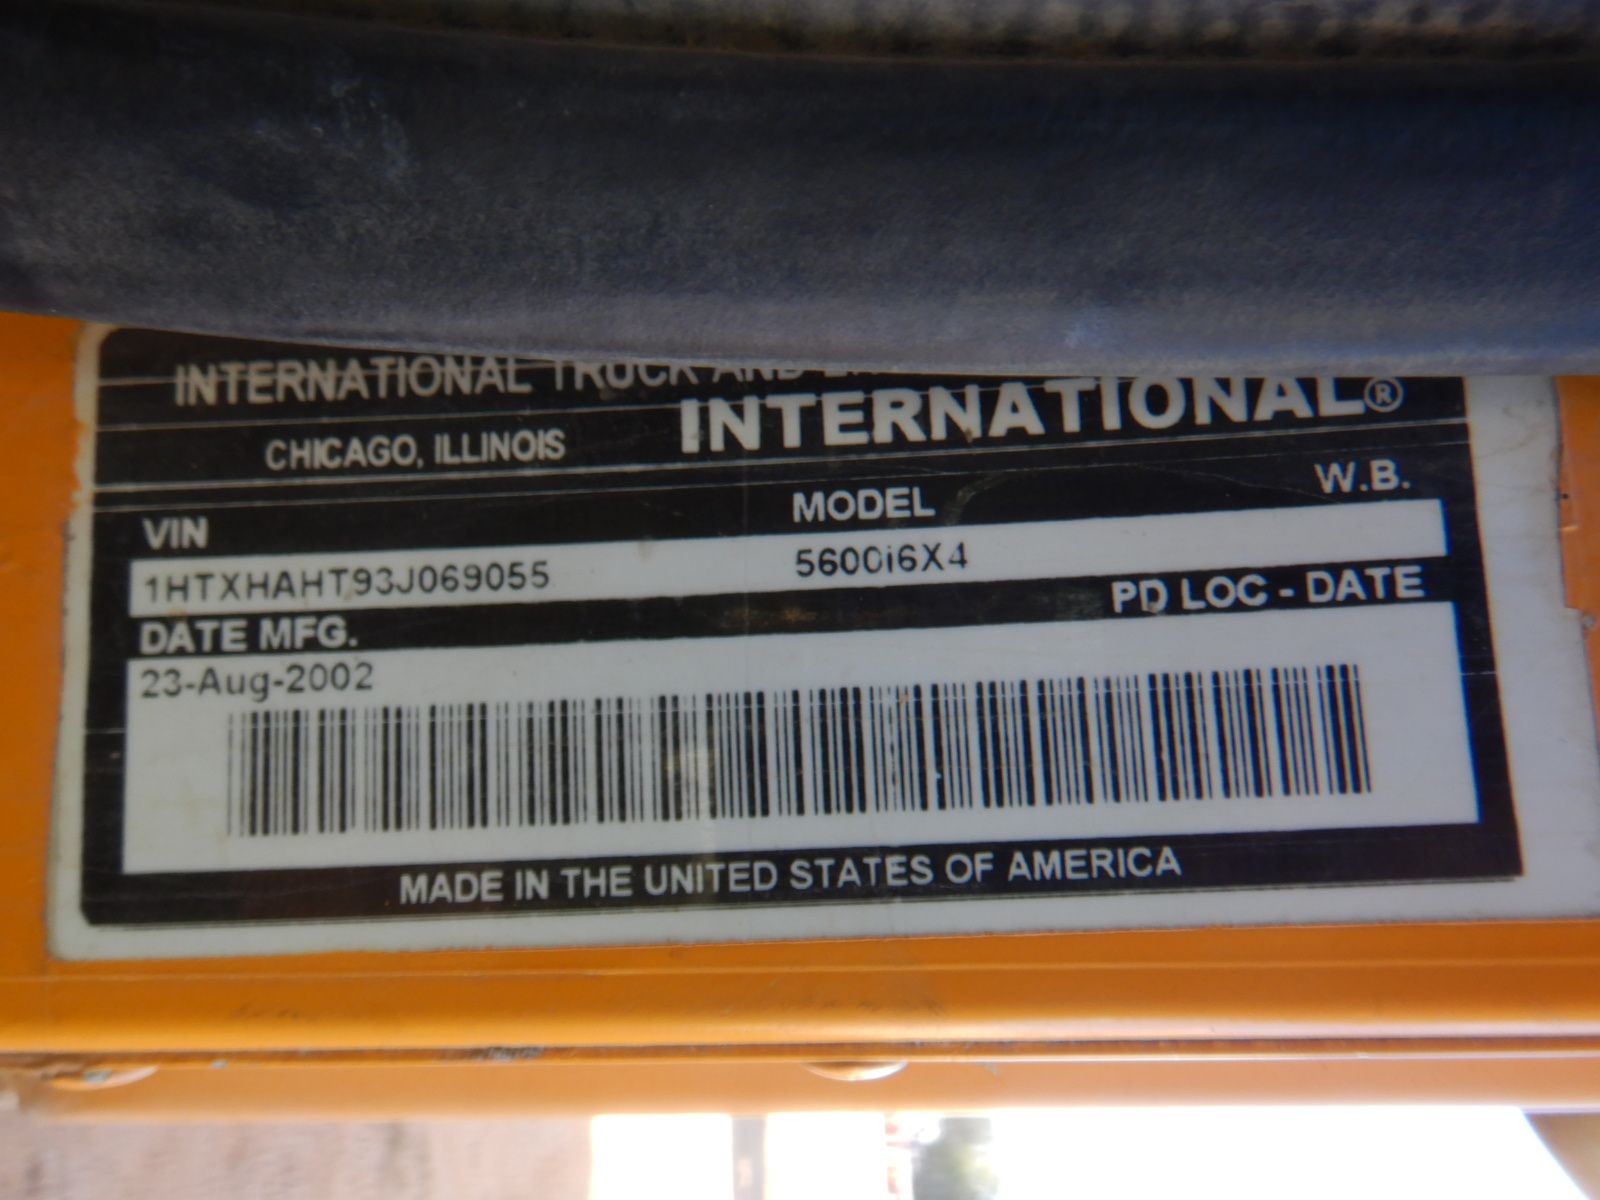 INTERNATIONAL TRUCK AND
CHICAGO, ILLINOIS
INTERNATIONAL®
VIN MODEL W.B.
1HTXHAHT93J069055 5600i6X4
DATE MFG. PD LOC - DATE
23-Aug-2002
MADE IN THE UNITED STATES OF AMERICA